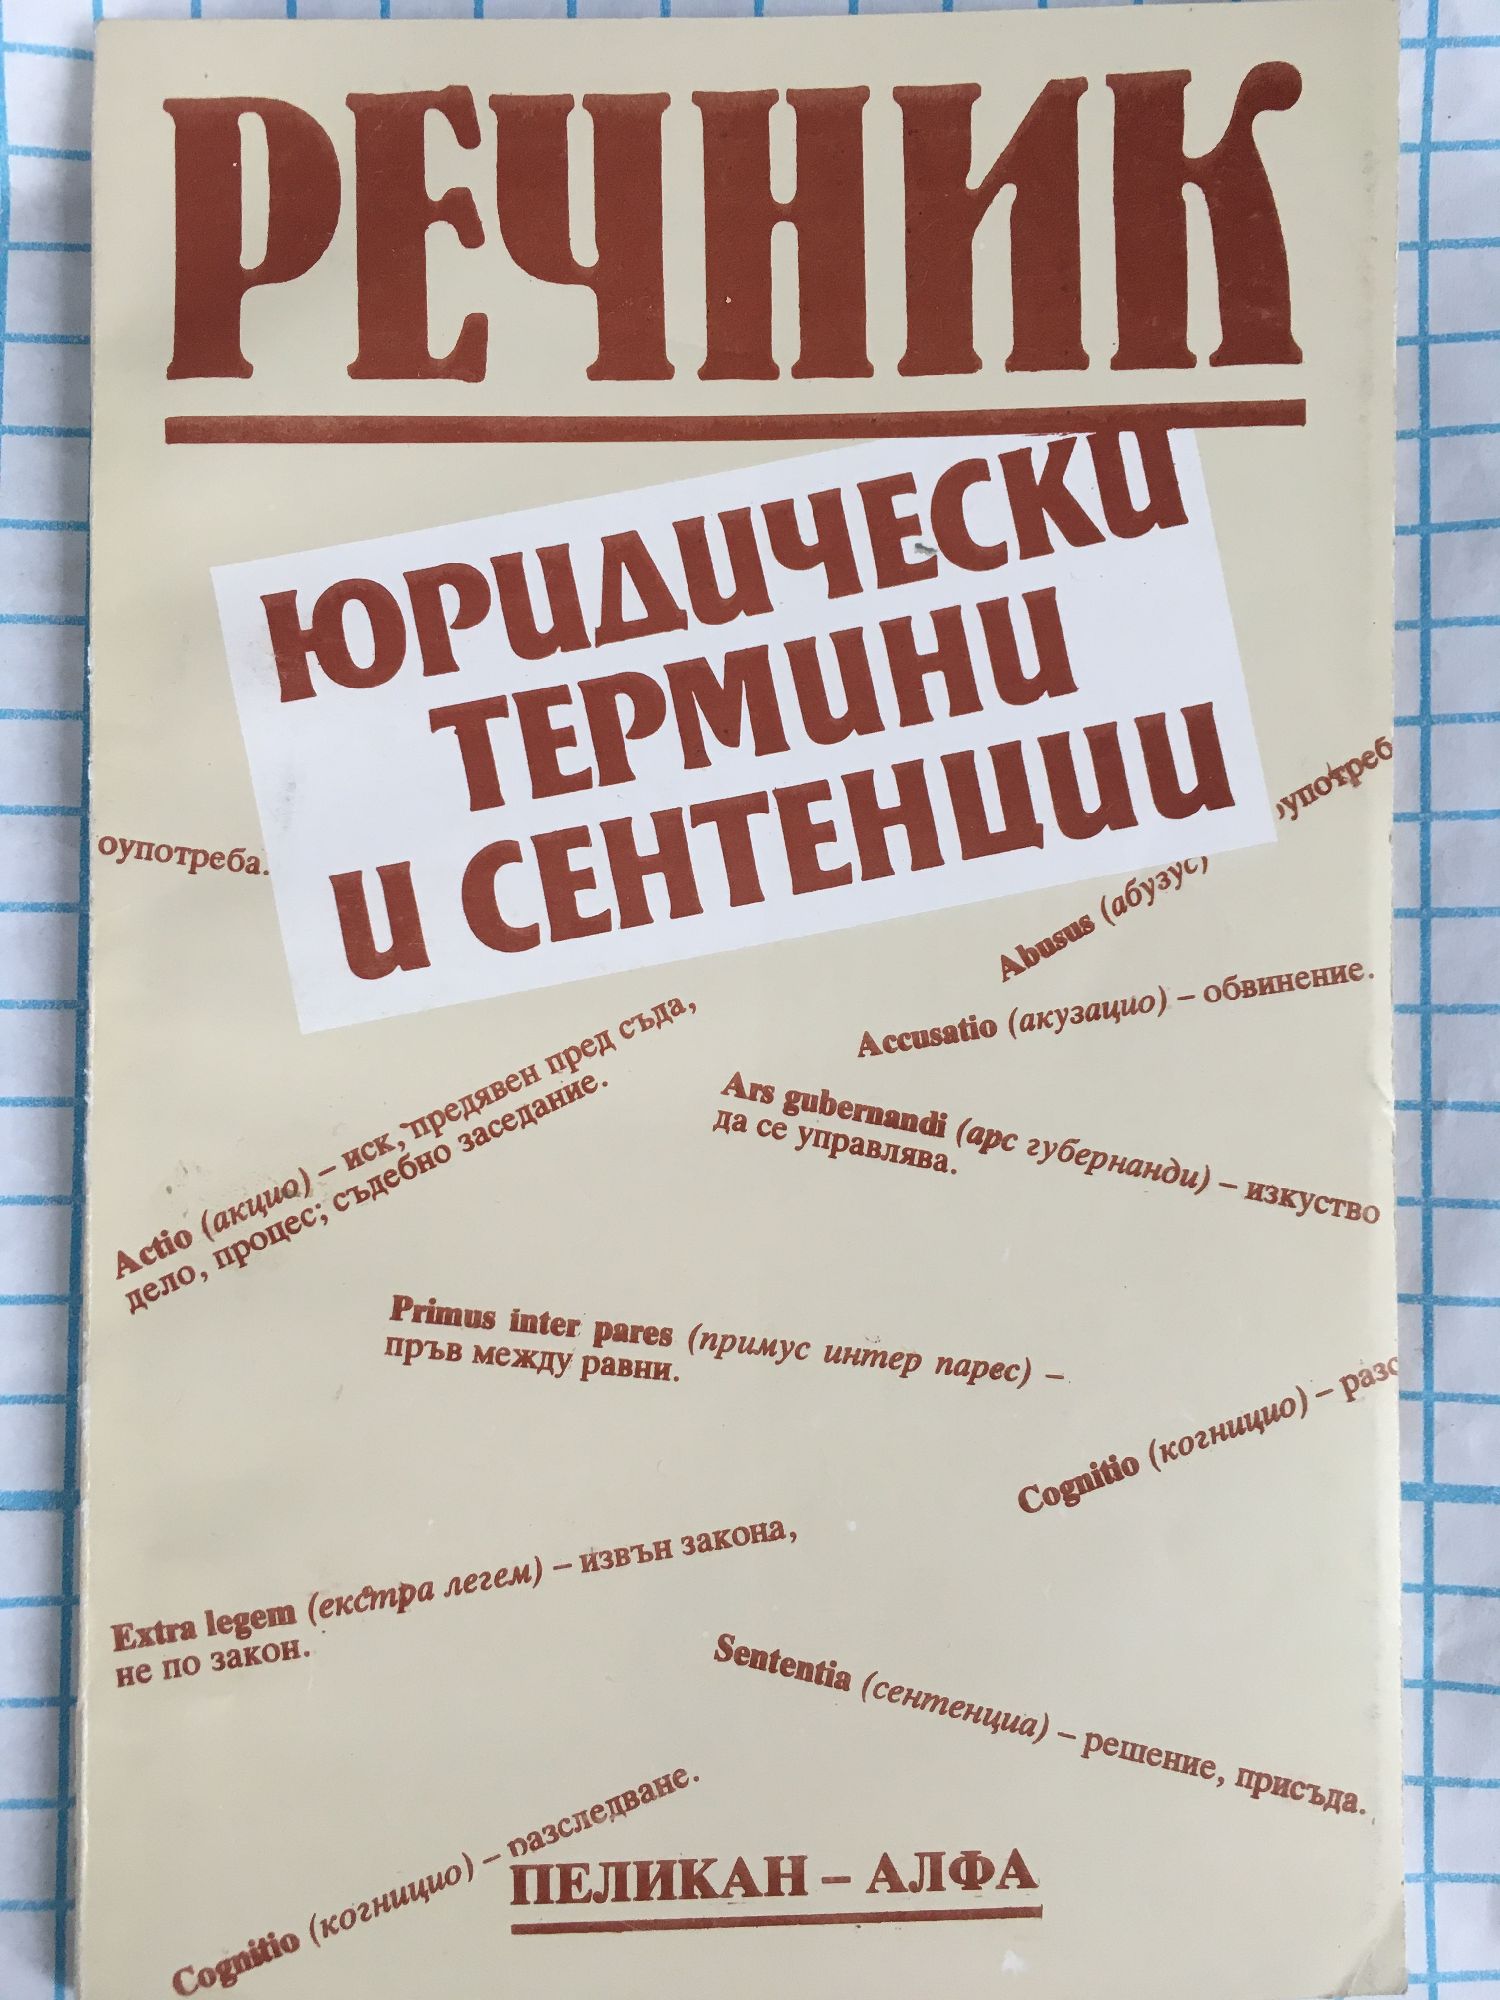 РЕЧНИК
ЮРИДИЧЕСКИ
ТЕРМИНИ
И СЕНТЕНЦИИ
оупотреб
оупотреба.
Abusus (абузус)
Accusatio (акузацио) – обвинение.
Actio (акцио) – иск, предявен пред съда,
дело, процес; съдебно заседание.
Ars gubernandi (арс губернанди) – изкуство
да се управлява.
Primus inter pares (примус интер парес) –
пръв между равни.
Cognitio (когницио) – разс
Extra legem (екстра легем) – извън закона,
не по закон.
Sententia (сентенциа) – решение, присъда.
Cognitio (когницио) – разследване.
ПЕЛИКАН – АЛФА